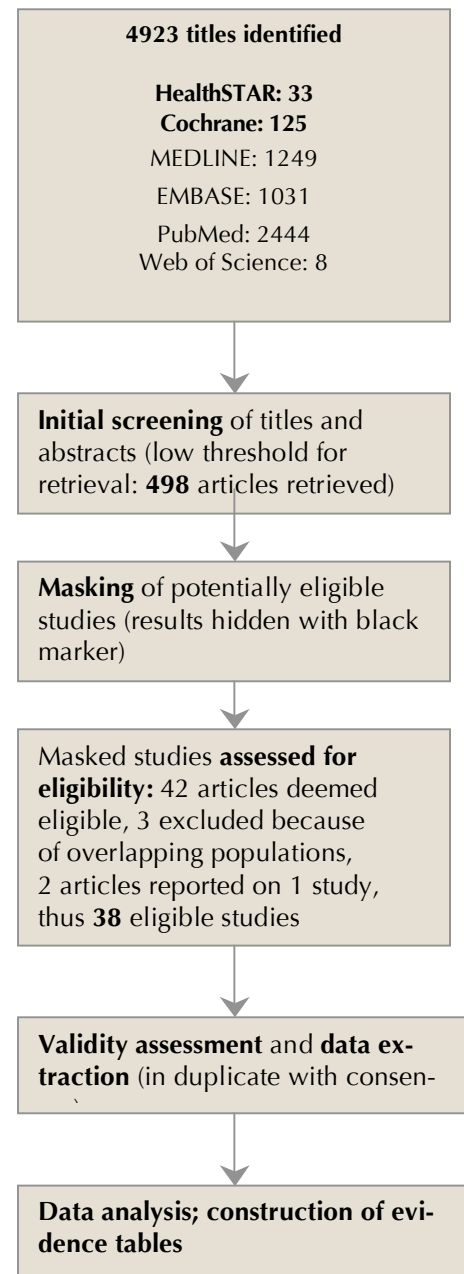 4923 titles identified
HealthSTAR: 33
Cochrane: 125
MEDLINE: 1249
EMBASE: 1031
PubMed: 2444
Web of Science: 8
Initial screening of titles and
abstracts (low threshold for
retrieval: 498 articles retrieved)
Masking of potentially eligible
studies (results hidden with black
marker)
Masked studies assessed for
eligibility: 42 articles deemed
eligible, 3 excluded because
of overlapping populations,
2 articles reported on 1 study,
thus 38 eligible studies
Validity assessment and data ex-
traction (in duplicate with consen-
Data analysis; construction of evi-
dence tables